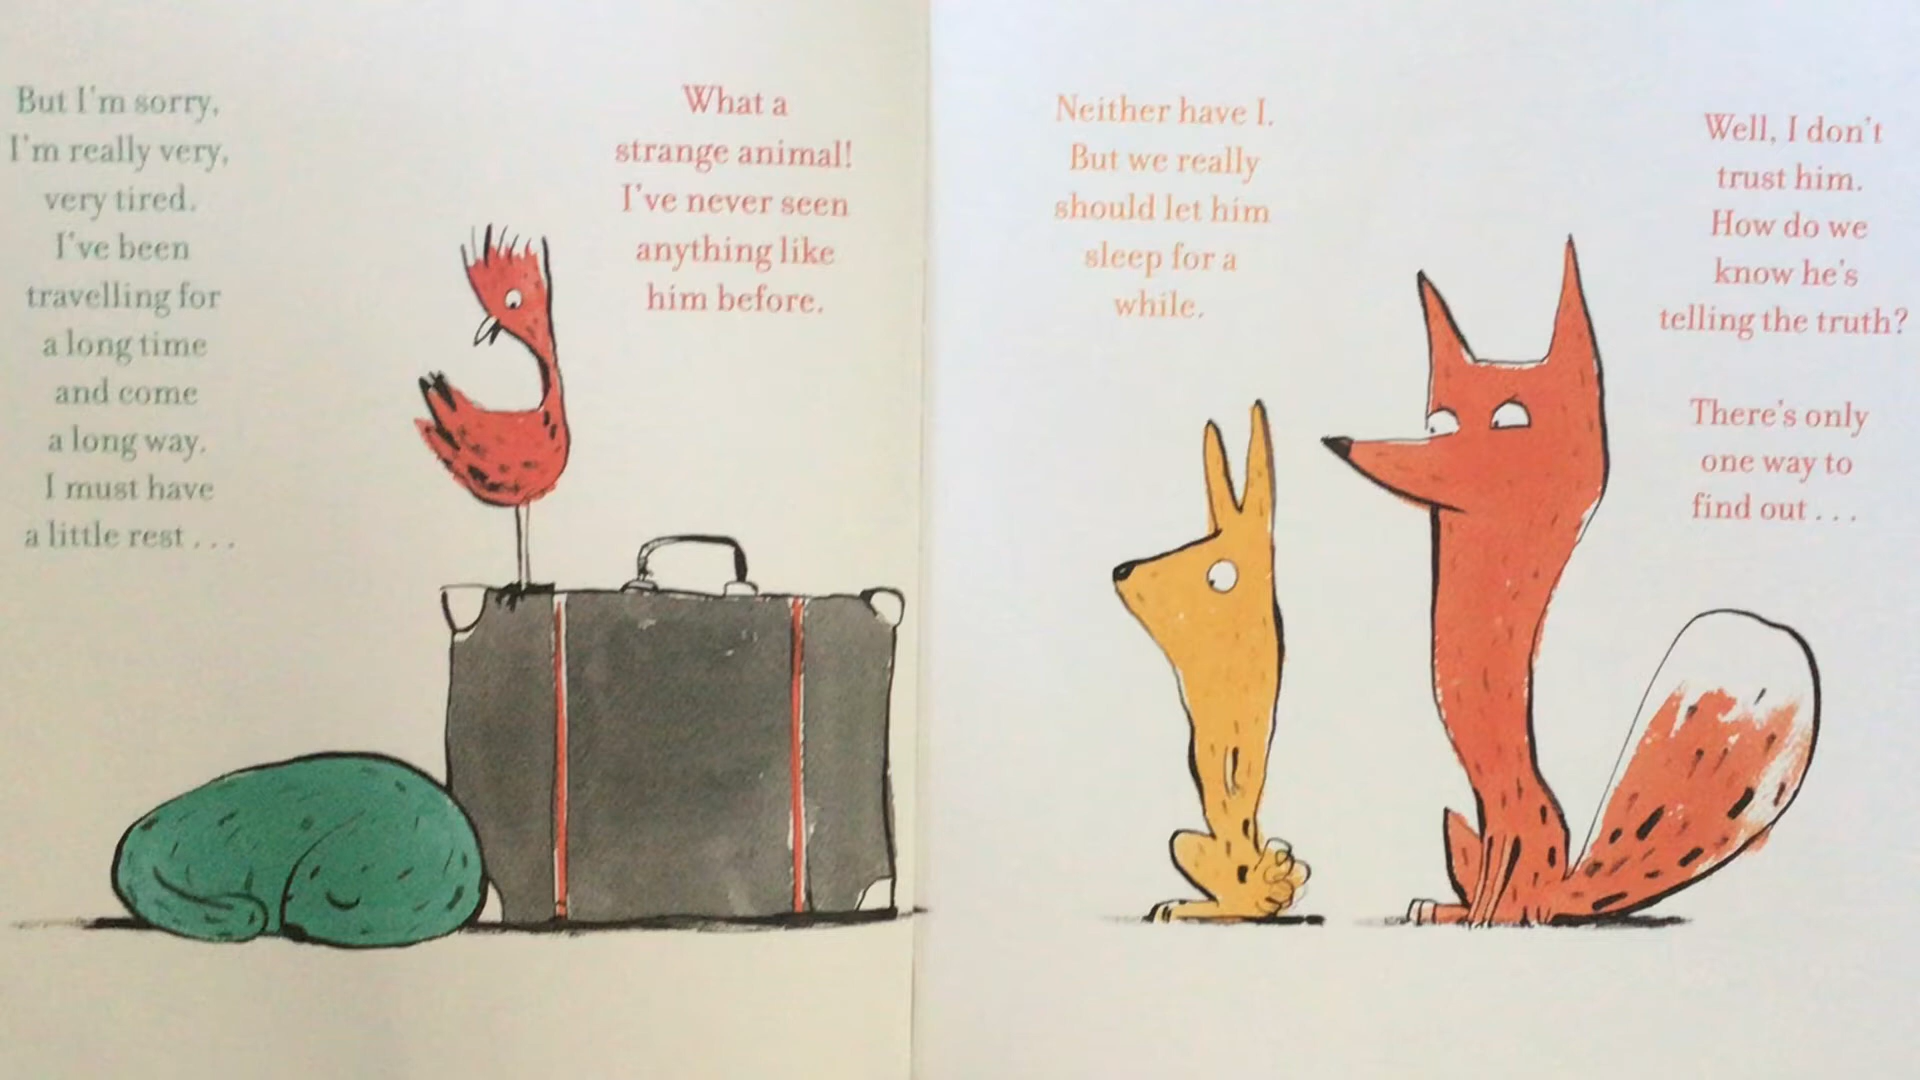 But I'm sorry,
I'm really very,
very tired.
I've been
travelling for
a long time
and come
a long way.
I must have
a little rest . . .
What a
strange animal!
I've never seen
anything like
him before.
Neither have I.
But we really
should let him
sleep for a
while.
Well, I don't
trust him.
How do we
know he's
telling the truth?
There's only
one way to
find out . . .